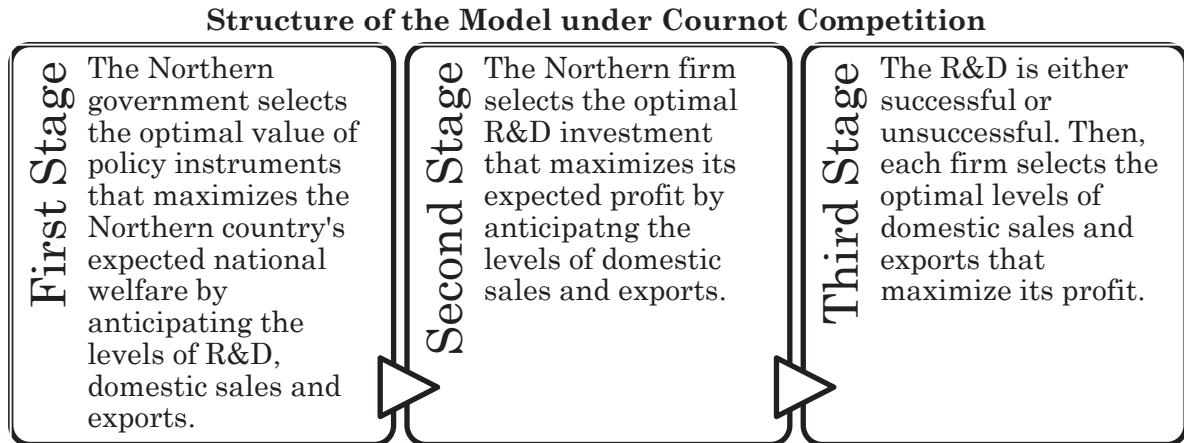 Structure of the Model under Cournot Competition
First Stage
The Northern
government selects
the optimal value of
policy instruments
that maximizes the
Northern country's
expected national
welfare by
anticipating the
levels of R&D,
domestic sales and
exports.
Second Stage
The Northern firm
selects the optimal
R&D investment
that maximizes its
expected profit by
anticipatng the
levels of domestic
sales and exports.
Third Stage
The R&D is either
successful or
unsuccessful. Then,
each firm selects the
optimal levels of
domestic sales and
exports that
maximize its profit.